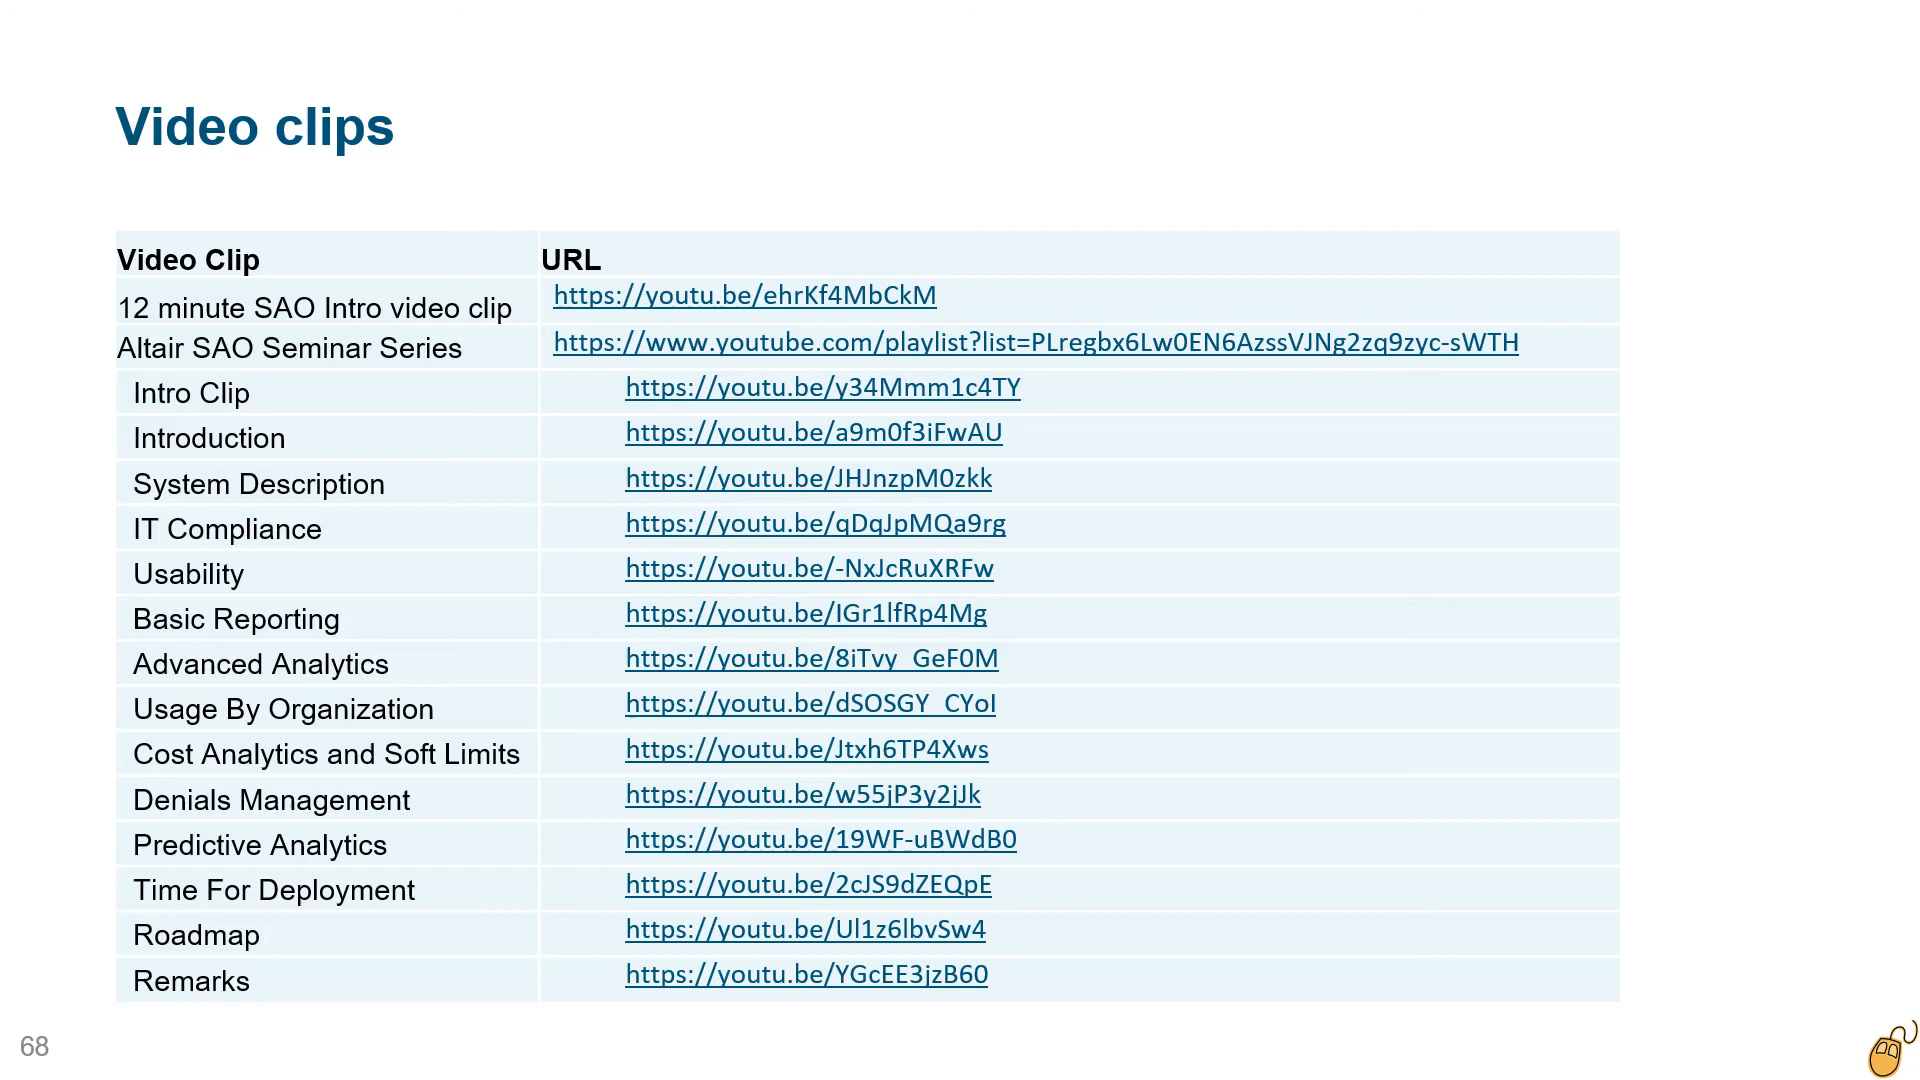 Video clips
Video Clip URL
12 minute SAO Intro video clip https://youtu.be/ehrKf4MbCkM
Altair SAO Seminar Series https://www.youtube.com/playlist?list=PLregbx6Lw0EN6AzssVJNg2zq9zyc-sWTH
Intro Clip https://youtu.be/y34Mmm1c4TY
Introduction https://youtu.be/a9m0f3iFwAU
System Description https://youtu.be/JHJnzpM0zkk
IT Compliance https://youtu.be/qDqJpMQa9rg
Usability https://youtu.be/-NxJcRuXRFw
Basic Reporting https://youtu.be/IGr1lfRp4Mg
Advanced Analytics https://youtu.be/8iTvy_GeF0M
Usage By Organization https://youtu.be/dSOSGY_CYoI
Cost Analytics and Soft Limits https://youtu.be/Jtxh6TP4Xws
Denials Management https://youtu.be/w55jP3y2jJk
Predictive Analytics https://youtu.be/19WF-uBWdB0
Time For Deployment https://youtu.be/2cJS9dZEQpE
Roadmap https://youtu.be/Ul1z6lbvSw4
Remarks https://youtu.be/YGcEE3jzB60
68